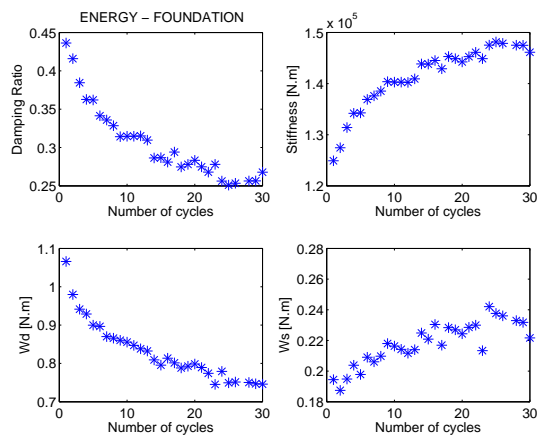 ENERGY – FOUNDATION
0.45
0.4
0.35
0.3
0.25
Damping Ratio
0 10 20 30
Number of cycles
x 10⁵
1.5
1.4
1.3
1.2
Stiffness [N.m]
0 10 20 30
Number of cycles
1.1
1
0.9
0.8
0.7
Wd [N.m]
0 10 20 30
Number of cycles
0.28
0.26
0.24
0.22
0.2
0.18
Ws [N.m]
0 10 20 30
Number of cycles